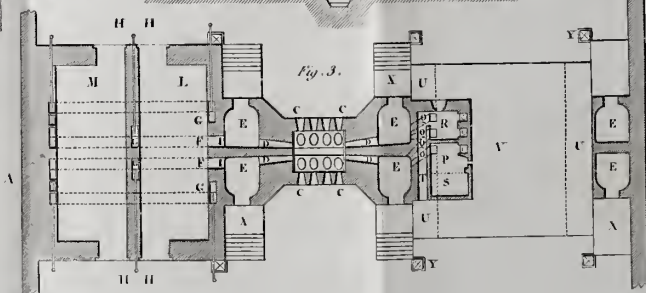 H H
Y
Fig. 3.
M L X U
C C
G E E O R E
F I D D O
A O V U
F I D D O P
G E E T S E
C C
X U X
H H
Y